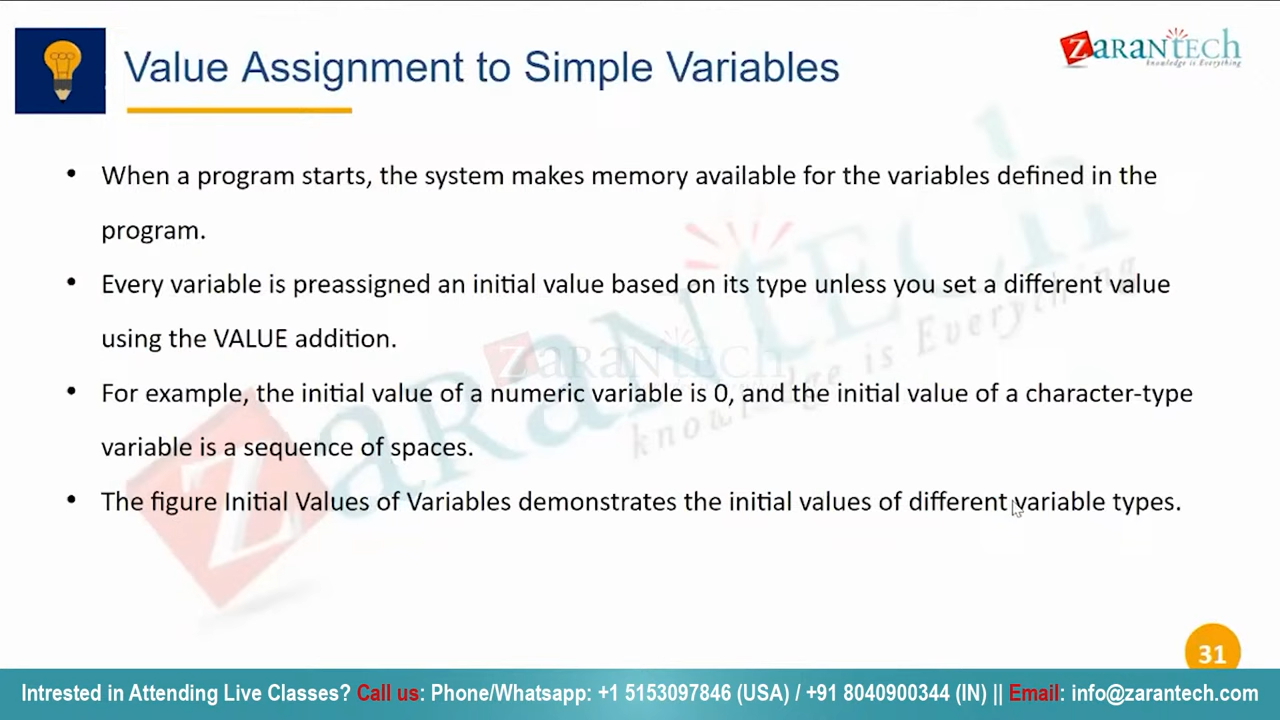 Value Assignment to Simple Variables
ZARANTECH
knowledge is Everything
• When a program starts, the system makes memory available for the variables defined in the
program.
• Every variable is preassigned an initial value based on its type unless you set a different value
using the VALUE addition.
• For example, the initial value of a numeric variable is 0, and the initial value of a character-type
variable is a sequence of spaces.
• The figure Initial Values of Variables demonstrates the initial values of different variable types.
ZARANTECH
knowledge is Everything
ZARANTECH
31
Intrested in Attending Live Classes? Call us: Phone/Whatsapp: +1 5153097846 (USA) / +91 8040900344 (IN) || Email: info@zarantech.com